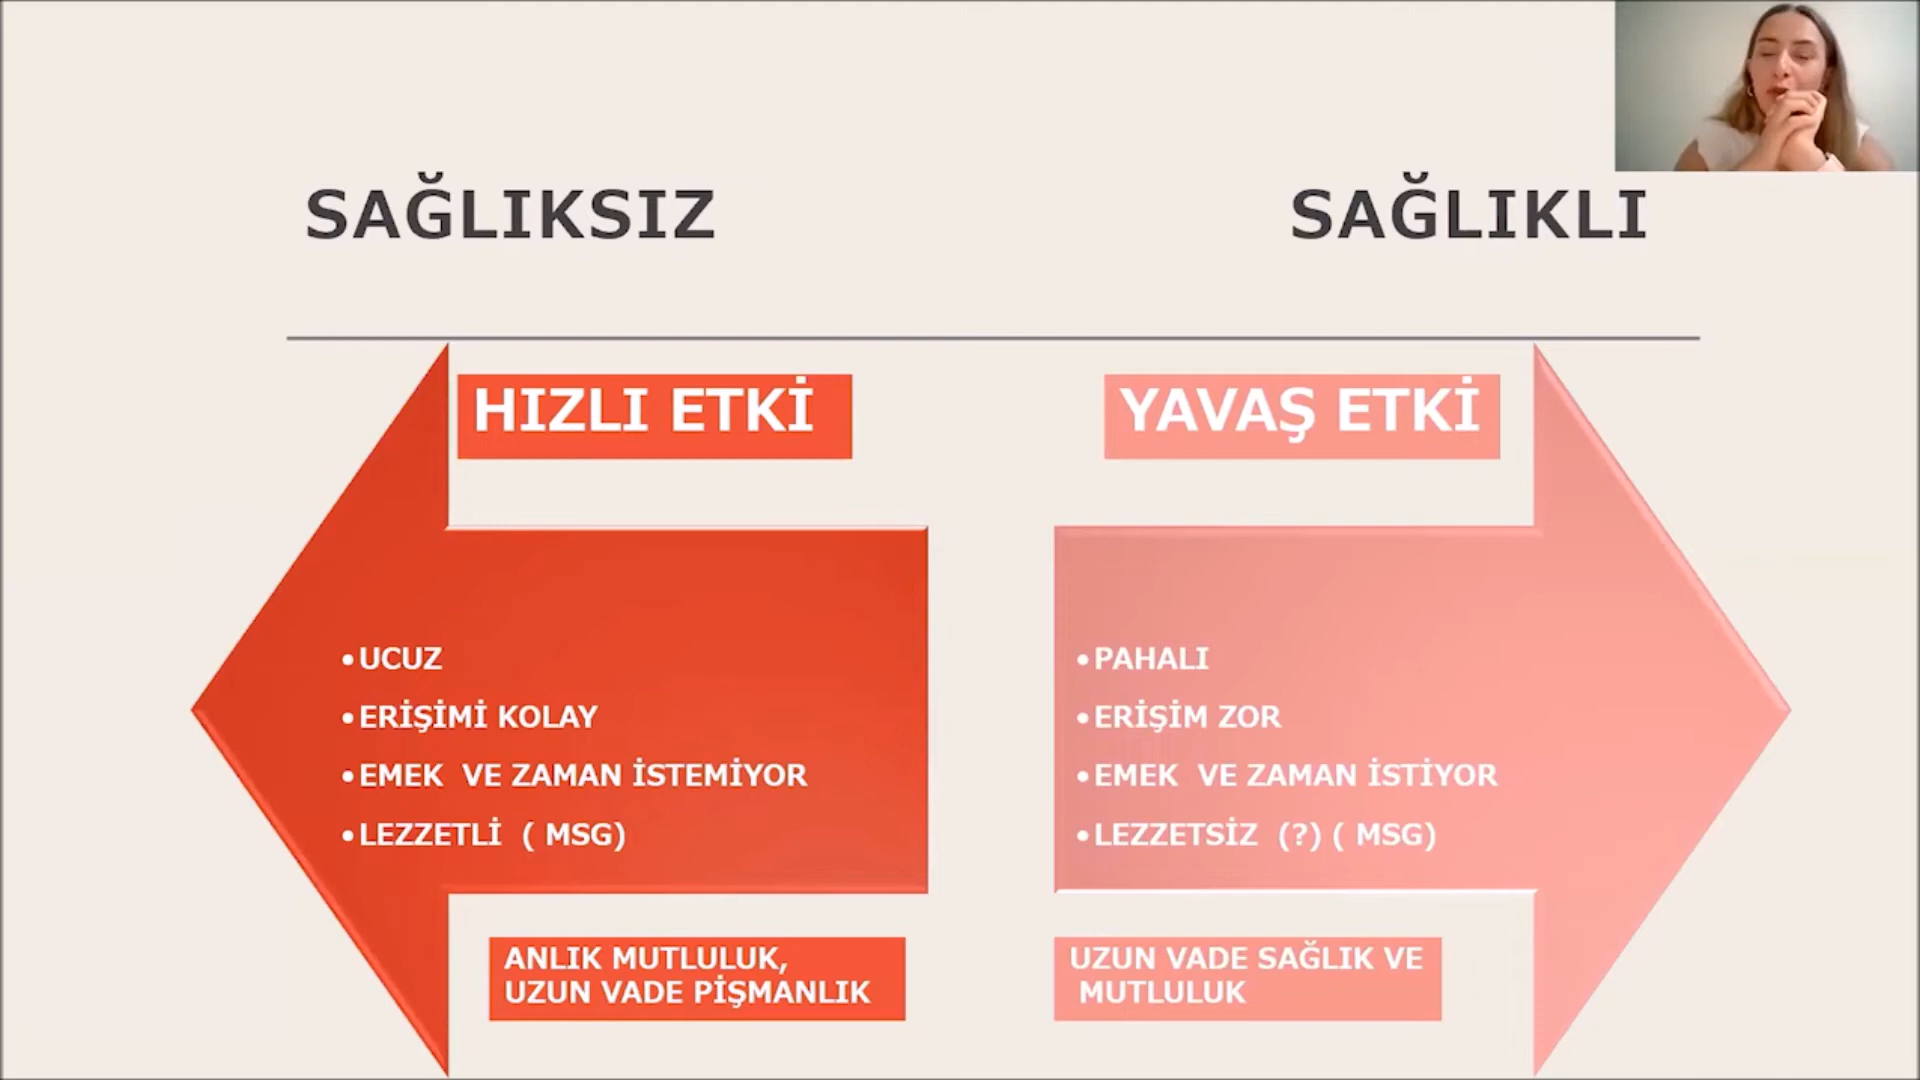 SAĞLIKSIZ
SAĞLIKLI
HIZLI ETKİ
•UCUZ
•ERİŞİMİ KOLAY
•EMEK  VE ZAMAN İSTEMİYOR
•LEZZETLİ  ( MSG)
ANLIK MUTLULUK,
UZUN VADE PİŞMANLIK
YAVAŞ ETKİ
•PAHALI
•ERİŞİM ZOR
•EMEK  VE ZAMAN İSTİYOR
•LEZZETSİZ  (?) ( MSG)
UZUN VADE SAĞLIK VE
MUTLULUK